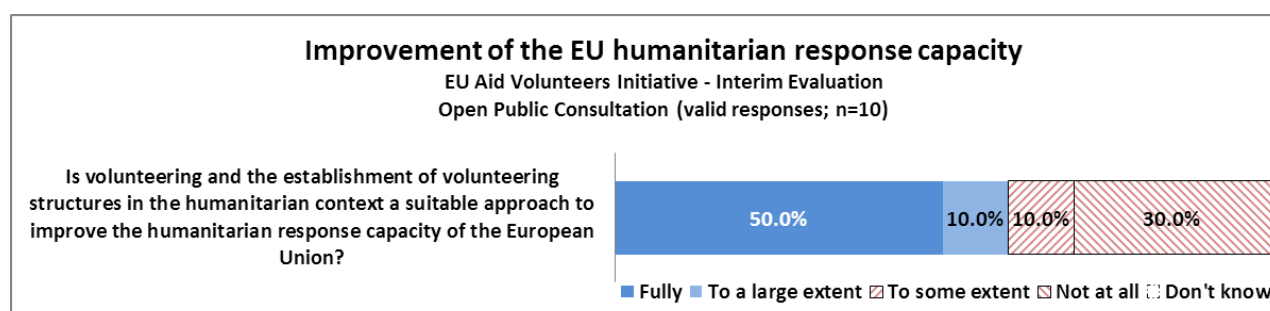 Improvement of the EU humanitarian response capacity
EU Aid Volunteers Initiative - Interim Evaluation
Open Public Consultation (valid responses; n=10)
Is volunteering and the establishment of volunteering
structures in the humanitarian context a suitable approach to
improve the humanitarian response capacity of the European
Union?
50.0% 10.0% 10.0% 30.0%
Fully To a large extent To some extent Not at all Don't know